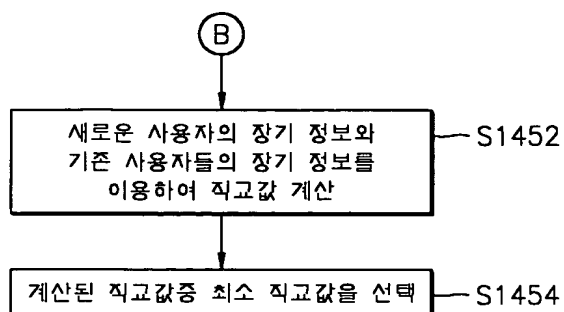 B
새로운 사용자의 장기 정보와
기존 사용자들의 장기 정보를
이용하여 직교값 계산
S1452
계산된 직교값중 최소 직교값을 선택
S1454